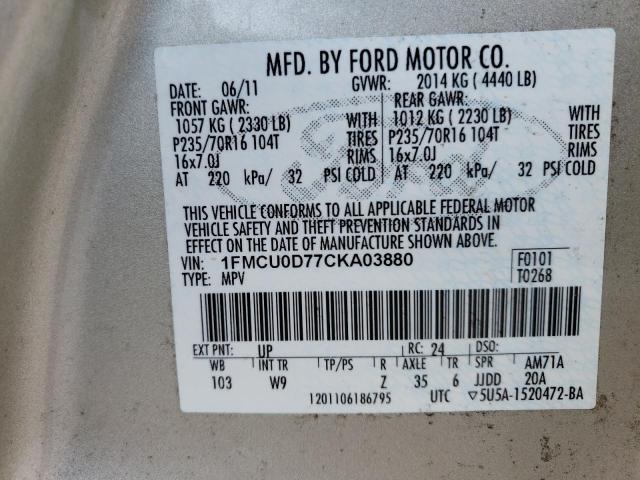 MFD. BY FORD MOTOR CO.
DATE: 06/11 GVWR: 2014 KG ( 4440 LB)
FRONT GAWR: REAR GAWR:
1057 KG ( 2330 LB) WITH 1012 KG ( 2230 LB) WITH
P235/70R16 104T TIRES P235/70R16 104T TIRES
16x7.0J RIMS 16x7.0J RIMS
AT 220 kPa/ 32 PSI COLD AT 220 kPa/ 32 PSI COLD
Ford
THIS VEHICLE CONFORMS TO ALL APPLICABLE FEDERAL MOTOR
VEHICLE SAFETY AND THEFT PREVENTION STANDARDS IN
EFFECT ON THE DATE OF MANUFACTURE SHOWN ABOVE.
VIN: 1FMCU0D77CKA03880 F0101
TYPE: MPV T0268
EXT PNT: UP RC: 24 DSO:
WB INT TR TP/PS R AXLE TR SPR AM71A
103 W9 Z 35 6 JJDD 20A
1201106186795 UTC ▽5U5A-1520472-BA